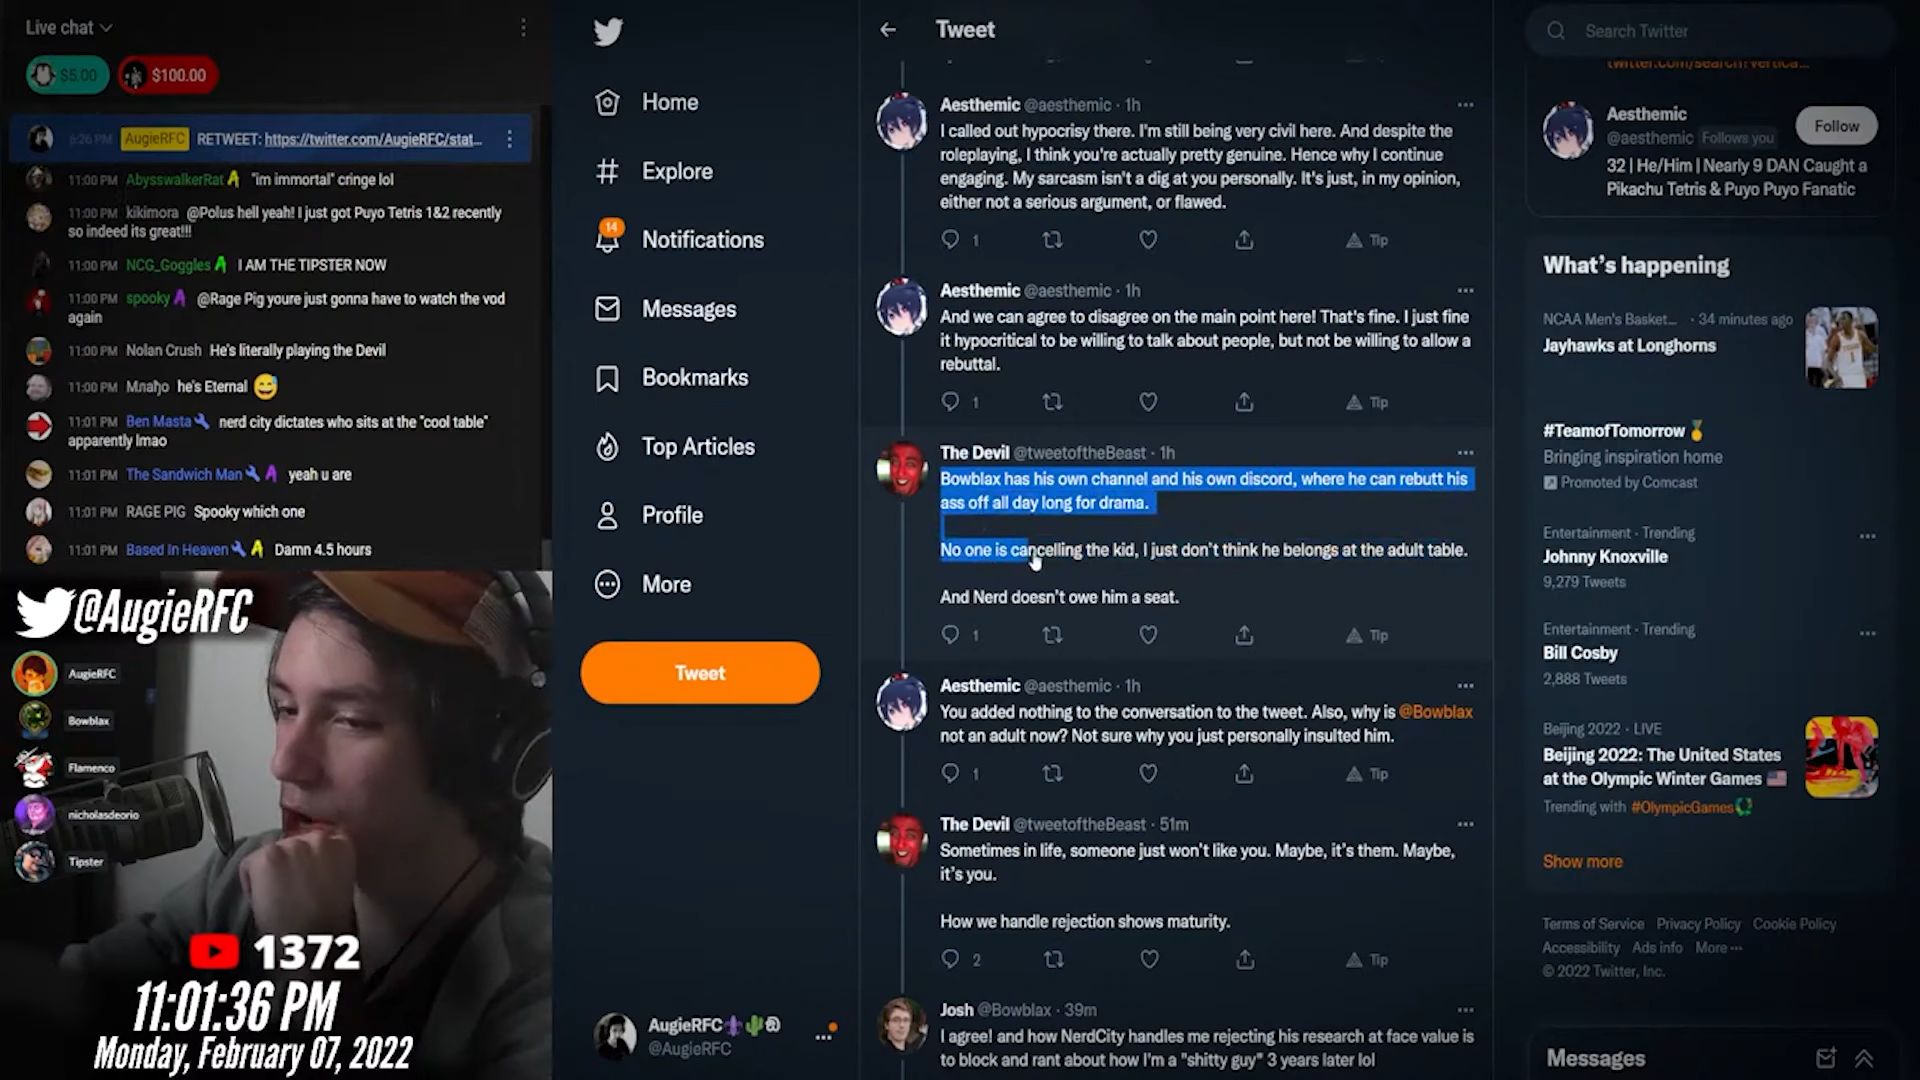 Live chat
$5.00
$100.00
6:26 PM AugieRFC RETWEET: https://twitter.com/AugieRFC/stat...
11:00 PM AbysswalkerRat "im immortal" cringe lol
11:00 PM kikimora @Polus hell yeah! I just got Puyo Tetris 1&2 recently
so indeed its great!!!
11:00 PM NCG_Goggles I AM THE TIPSTER NOW
11:00 PM spooky @Rage Pig youre just gonna have to watch the vod
again
11:00 PM Nolan Crush He's literally playing the Devil
11:00 PM Mлађо he's Eternal 😅
11:01 PM Ben Masta nerd city dictates who sits at the "cool table"
apparently lmao
11:01 PM The Sandwich Man yeah u are
11:01 PM RAGE PIG Spooky which one
11:01 PM Based In Heaven Damn 4.5 hours
@AugieRFC
AugieRFC
Bowblax
Flamenco
nicholasdeorio
Tipster
1372
11:01:36 PM
Monday, February 07, 2022
Home
Explore
14
Notifications
Messages
Bookmarks
Top Articles
Profile
More
Tweet
AugieRFC
@AugieRFC
Tweet
Aesthemic @aesthemic · 1h
I called out hypocrisy there. I'm still being very civil here. And despite the
roleplaying, I think you're actually pretty genuine. Hence why I continue
engaging. My sarcasm isn't a dig at you personally. It's just, in my opinion,
either not a serious argument, or flawed.
1 Tip
Aesthemic @aesthemic · 1h
And we can agree to disagree on the main point here! That's fine. I just fine
it hypocritical to be willing to talk about people, but not be willing to allow a
rebuttal.
1 Tip
The Devil @tweetoftheBeast · 1h
Bowblax has his own channel and his own discord, where he can rebutt his
ass off all day long for drama.
No one is cancelling the kid, I just don't think he belongs at the adult table.
And Nerd doesn't owe him a seat.
1 Tip
Aesthemic @aesthemic · 1h
You added nothing to the conversation to the tweet. Also, why is @Bowblax
not an adult now? Not sure why you just personally insulted him.
1 Tip
The Devil @tweetoftheBeast · 51m
Sometimes in life, someone just won't like you. Maybe, it's them. Maybe,
it's you.
How we handle rejection shows maturity.
2 Tip
Josh @Bowblax · 39m
I agree! and how NerdCity handles me rejecting his research at face value is
to block and rant about how I'm a "shitty guy" 3 years later lol
Search Twitter
twitter.com/search?vertica...
Aesthemic
@aesthemic Follows you
Follow
32 | He/Him | Nearly 9 DAN Caught a
Pikachu Tetris & Puyo Puyo Fanatic
What's happening
NCAA Men's Basket... · 34 minutes ago
Jayhawks at Longhorns
#TeamofTomorrow
Bringing inspiration home
Promoted by Comcast
Entertainment · Trending
Johnny Knoxville
9,279 Tweets
Entertainment · Trending
Bill Cosby
2,888 Tweets
Beijing 2022 · LIVE
Beijing 2022: The United States
at the Olympic Winter Games 🇺🇸
Trending with #OlympicGames
Show more
Terms of Service Privacy Policy Cookie Policy
Accessibility Ads info More ···
© 2022 Twitter, Inc.
Messages